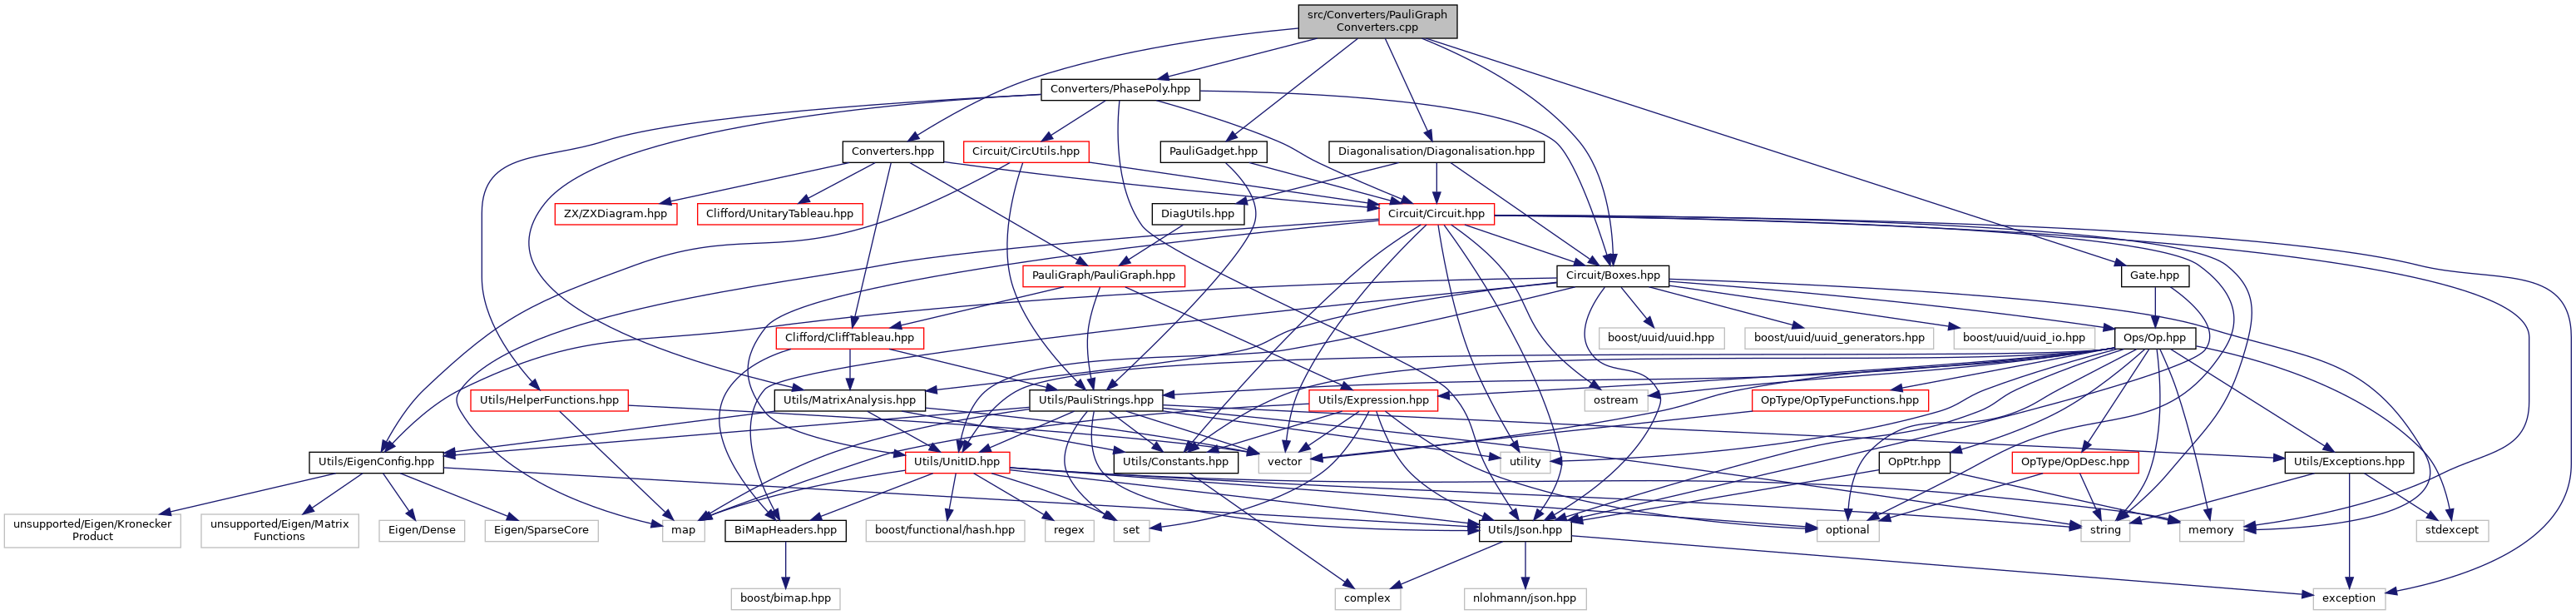 src/Converters/PauliGraph
Converters.cpp
Converters/PhasePoly.hpp
Converters.hpp
Circuit/CircUtils.hpp
PauliGadget.hpp
Diagonalisation/Diagonalisation.hpp
ZX/ZXDiagram.hpp
Clifford/UnitaryTableau.hpp
DiagUtils.hpp
Circuit/Circuit.hpp
PauliGraph/PauliGraph.hpp
Circuit/Boxes.hpp
Gate.hpp
Clifford/CliffTableau.hpp
boost/uuid/uuid.hpp
boost/uuid/uuid_generators.hpp
boost/uuid/uuid_io.hpp
Ops/Op.hpp
Utils/HelperFunctions.hpp
Utils/MatrixAnalysis.hpp
Utils/PauliStrings.hpp
Utils/Expression.hpp
ostream
OpType/OpTypeFunctions.hpp
Utils/EigenConfig.hpp
Utils/UnitID.hpp
Utils/Constants.hpp
vector
utility
OpPtr.hpp
OpType/OpDesc.hpp
Utils/Exceptions.hpp
unsupported/Eigen/Kronecker
Product
unsupported/Eigen/Matrix
Functions
Eigen/Dense
Eigen/SparseCore
map
BiMapHeaders.hpp
boost/functional/hash.hpp
regex
set
Utils/Json.hpp
optional
string
memory
stdexcept
boost/bimap.hpp
complex
nlohmann/json.hpp
exception